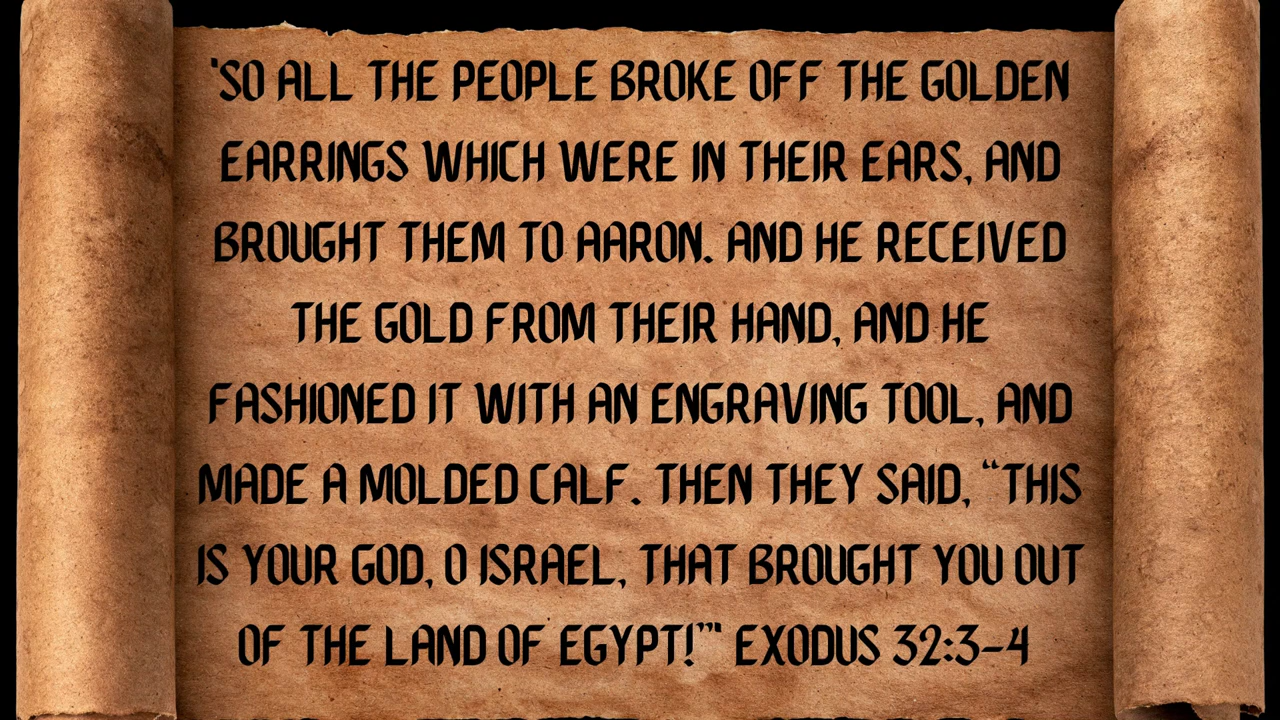 'SO ALL THE PEOPLE BROKE OFF THE GOLDEN
EARRINGS WHICH WERE IN THEIR EARS, AND
BROUGHT THEM TO AARON. AND HE RECEIVED
THE GOLD FROM THEIR HAND, AND HE
FASHIONED IT WITH AN ENGRAVING TOOL, AND
MADE A MOLDED CALF. THEN THEY SAID, “THIS
IS YOUR GOD, O ISRAEL, THAT BROUGHT YOU OUT
OF THE LAND OF EGYPT!”' EXODUS 32:3-4